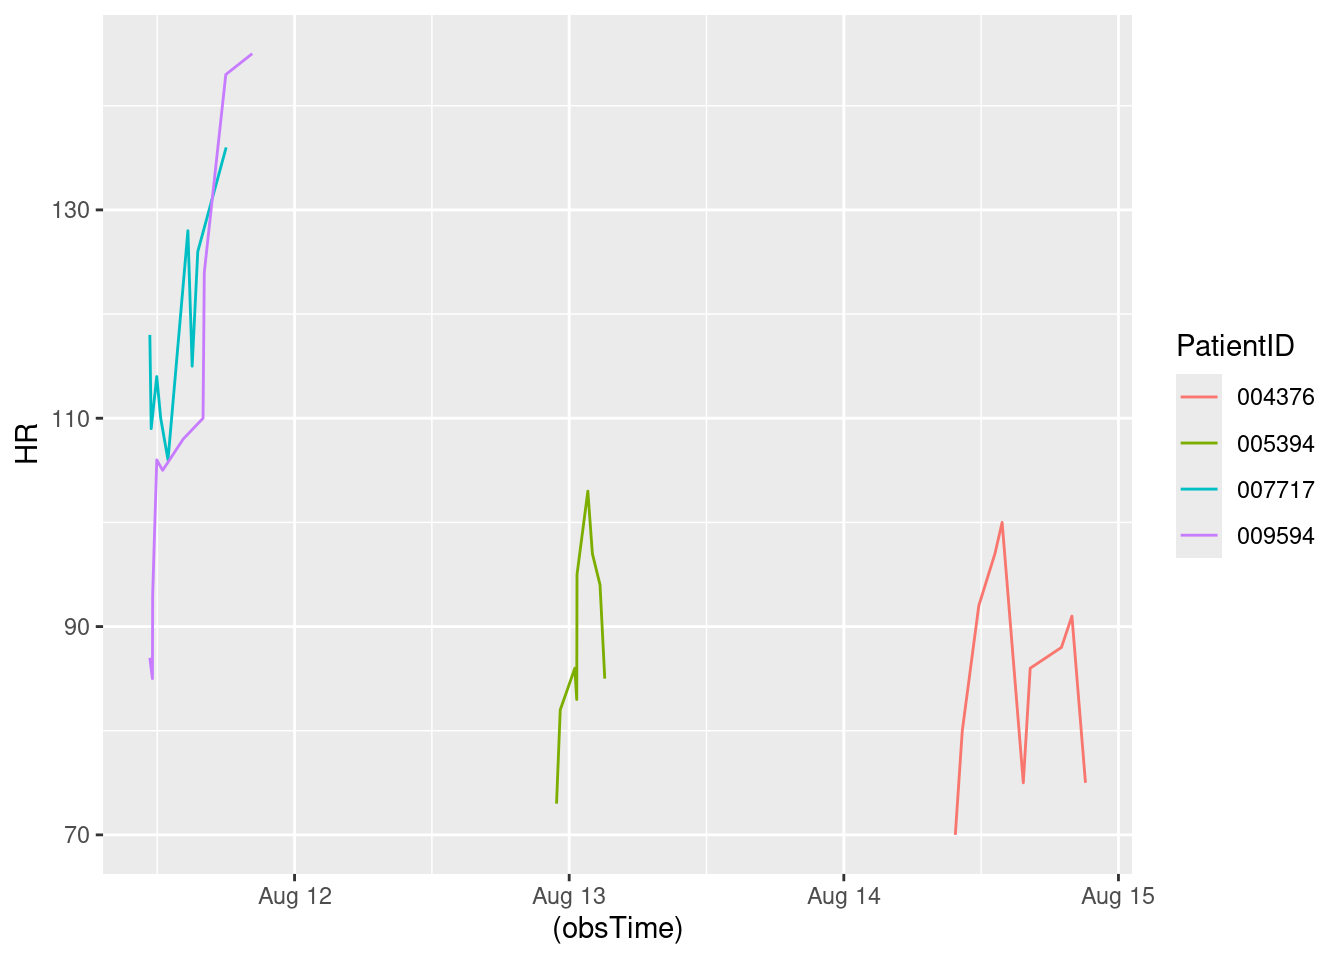 HR
130
110
90
70
Aug 12
Aug 13
Aug 14
Aug 15
(obsTime)
PatientID
004376
005394
007717
009594